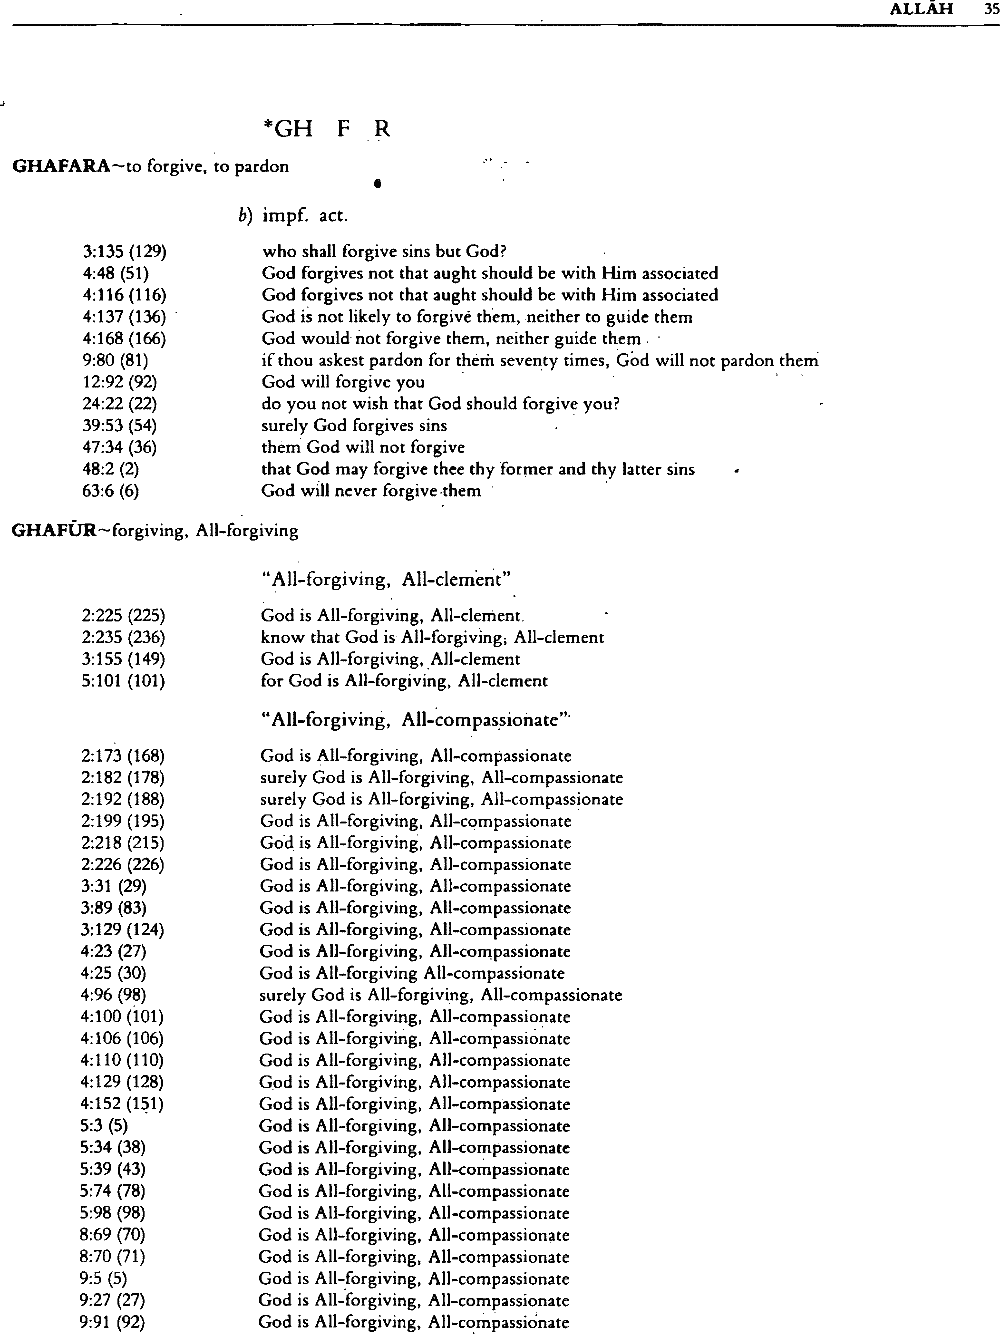 ALLĀH 35
*GH F R
GHAFARA~to forgive, to pardon
b) impf. act.
3:135 (129) who shall forgive sins but God?
4:48 (51) God forgives not that aught should be with Him associated
4:116 (116) God forgives not that aught should be with Him associated
4:137 (136) God is not likely to forgive them, neither to guide them
4:168 (166) God would not forgive them, neither guide them
9:80 (81) if thou askest pardon for them seventy times, God will not pardon them
12:92 (92) God will forgive you
24:22 (22) do you not wish that God should forgive you?
39:53 (54) surely God forgives sins
47:34 (36) them God will not forgive
48:2 (2) that God may forgive thee thy former and thy latter sins
63:6 (6) God will never forgive them
GHAFŪR~forgiving, All-forgiving
"All-forgiving, All-clement"
2:225 (225) God is All-forgiving, All-clement
2:235 (236) know that God is All-forgiving, All-clement
3:155 (149) God is All-forgiving, All-clement
5:101 (101) for God is All-forgiving, All-clement
"All-forgiving, All-compassionate"
2:173 (168) God is All-forgiving, All-compassionate
2:182 (178) surely God is All-forgiving, All-compassionate
2:192 (188) surely God is All-forgiving, All-compassionate
2:199 (195) God is All-forgiving, All-compassionate
2:218 (215) God is All-forgiving, All-compassionate
2:226 (226) God is All-forgiving, All-compassionate
3:31 (29) God is All-forgiving, All-compassionate
3:89 (83) God is All-forgiving, All-compassionate
3:129 (124) God is All-forgiving, All-compassionate
4:23 (27) God is All-forgiving, All-compassionate
4:25 (30) God is All-forgiving All-compassionate
4:96 (98) surely God is All-forgiving, All-compassionate
4:100 (101) God is All-forgiving, All-compassionate
4:106 (106) God is All-forgiving, All-compassionate
4:110 (110) God is All-forgiving, All-compassionate
4:129 (128) God is All-forgiving, All-compassionate
4:152 (151) God is All-forgiving, All-compassionate
5:3 (5) God is All-forgiving, All-compassionate
5:34 (38) God is All-forgiving, All-compassionate
5:39 (43) God is All-forgiving, All-compassionate
5:74 (78) God is All-forgiving, All-compassionate
5:98 (98) God is All-forgiving, All-compassionate
8:69 (70) God is All-forgiving, All-compassionate
8:70 (71) God is All-forgiving, All-compassionate
9:5 (5) God is All-forgiving, All-compassionate
9:27 (27) God is All-forgiving, All-compassionate
9:91 (92) God is All-forgiving, All-compassionate